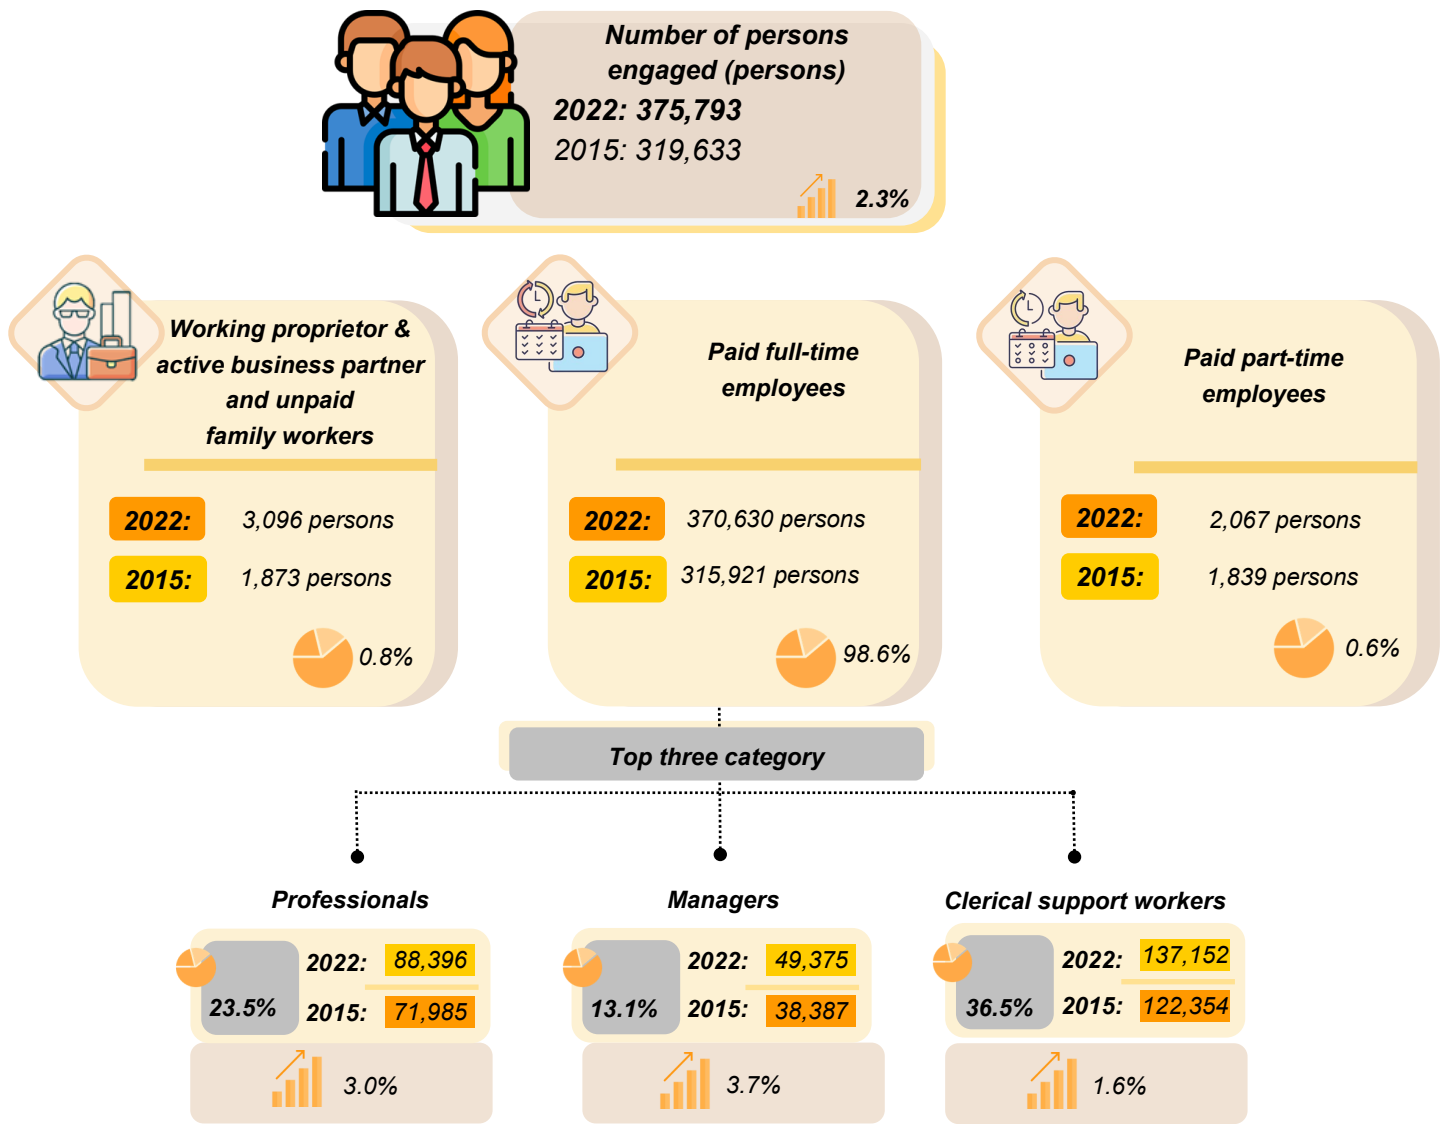 Number of persons
engaged (persons)
2022: 375,793
2015: 319,633
2.3%
Working proprietor &
active business partner
and unpaid
family workers
2022: 3,096 persons
2015: 1,873 persons
0.8%
Paid full-time
employees
2022: 370,630 persons
2015: 315,921 persons
98.6%
Paid part-time
employees
2022: 2,067 persons
2015: 1,839 persons
0.6%
Top three category
Professionals
23.5%
2022: 88,396
2015: 71,985
3.0%
Managers
13.1%
2022: 49,375
2015: 38,387
3.7%
Clerical support workers
36.5%
2022: 137,152
2015: 122,354
1.6%